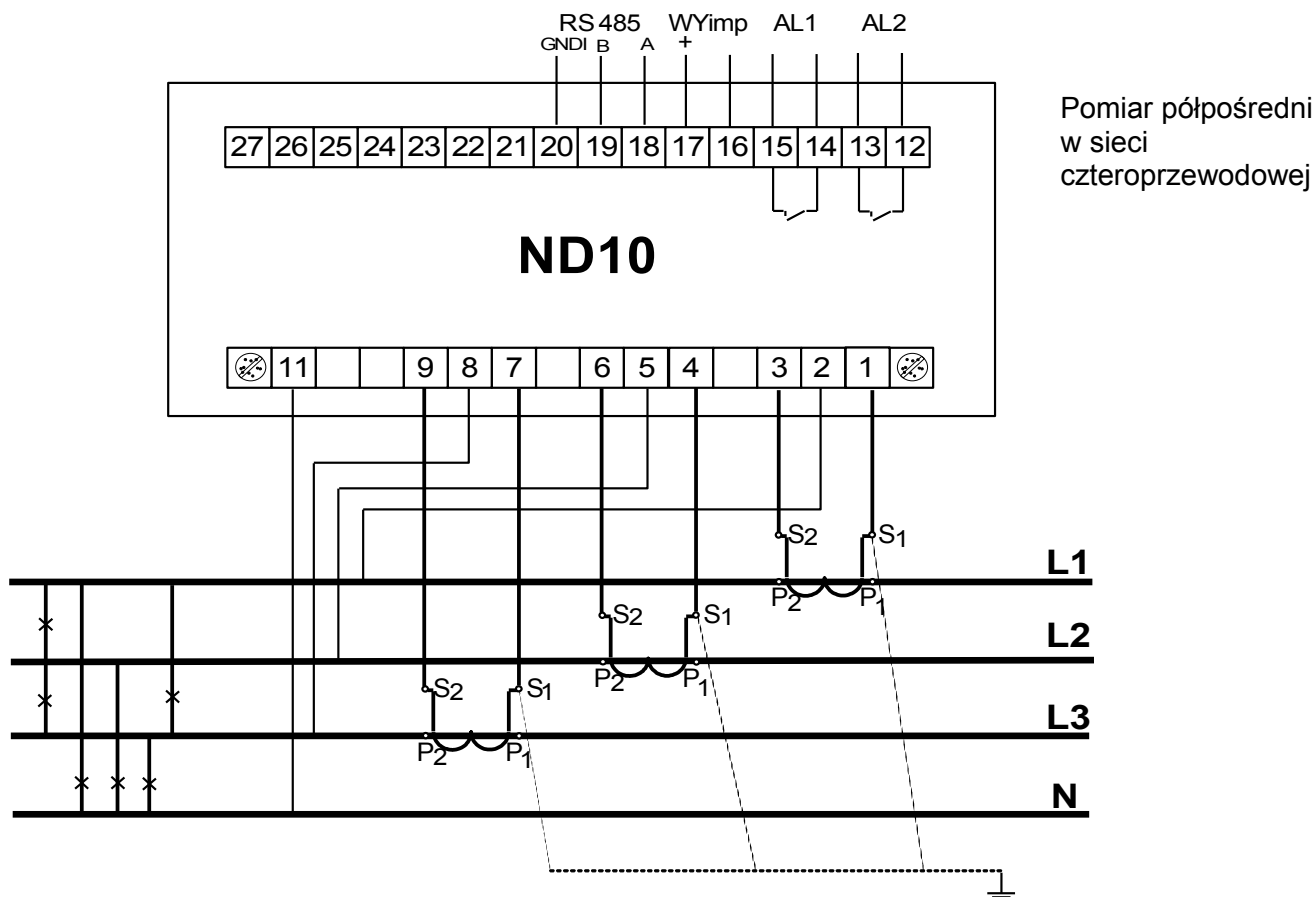 RS 485 WYimp AL1 AL2
GNDI B A +
Pomiar półpośredni
w sieci
czteroprzewodowej
27 26 25 24 23 22 21 20 19 18 17 16 15 14 13 12
ND10
11 9 8 7 6 5 4 3 2 1
S2 S1
L1
P2 P1
S2 S1
L2
P2 P1
S2 S1
L3
P2 P1
N